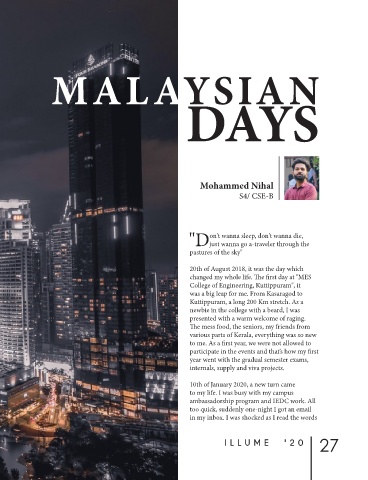 MALAYSIAN
DAYS
Mohammed Nihal
S4/ CSE-B
"Don't wanna sleep, don't wanna die,
just wanna go a-trawler through the
pastures of the sky"
20th of August 2018, it was the day which
changed my whole life. The first day at "MES
College of Engineering, Kuttippuram", it
was a big leap for me. From Kasaragod to
Kuttippuram, a long 200 Km stretch. As a
newbie in the college with a beard, I was
presented with a warm welcome of raging.
The mess food, the seniors, my friends from
various parts of Kerala, everything was so new
to me. As a first year, we were not allowed to
participate in the events and that's how my first
year went with the gradual semester exams,
internals, supply and viva projects.
10th of January 2020, a new turn came
to my life. I was busy with my campus
ambassadorship program and IEDC work. All
too quick, suddenly one-night I got an email
in my inbox. I was shocked as I read the words
ILLUME '20
27